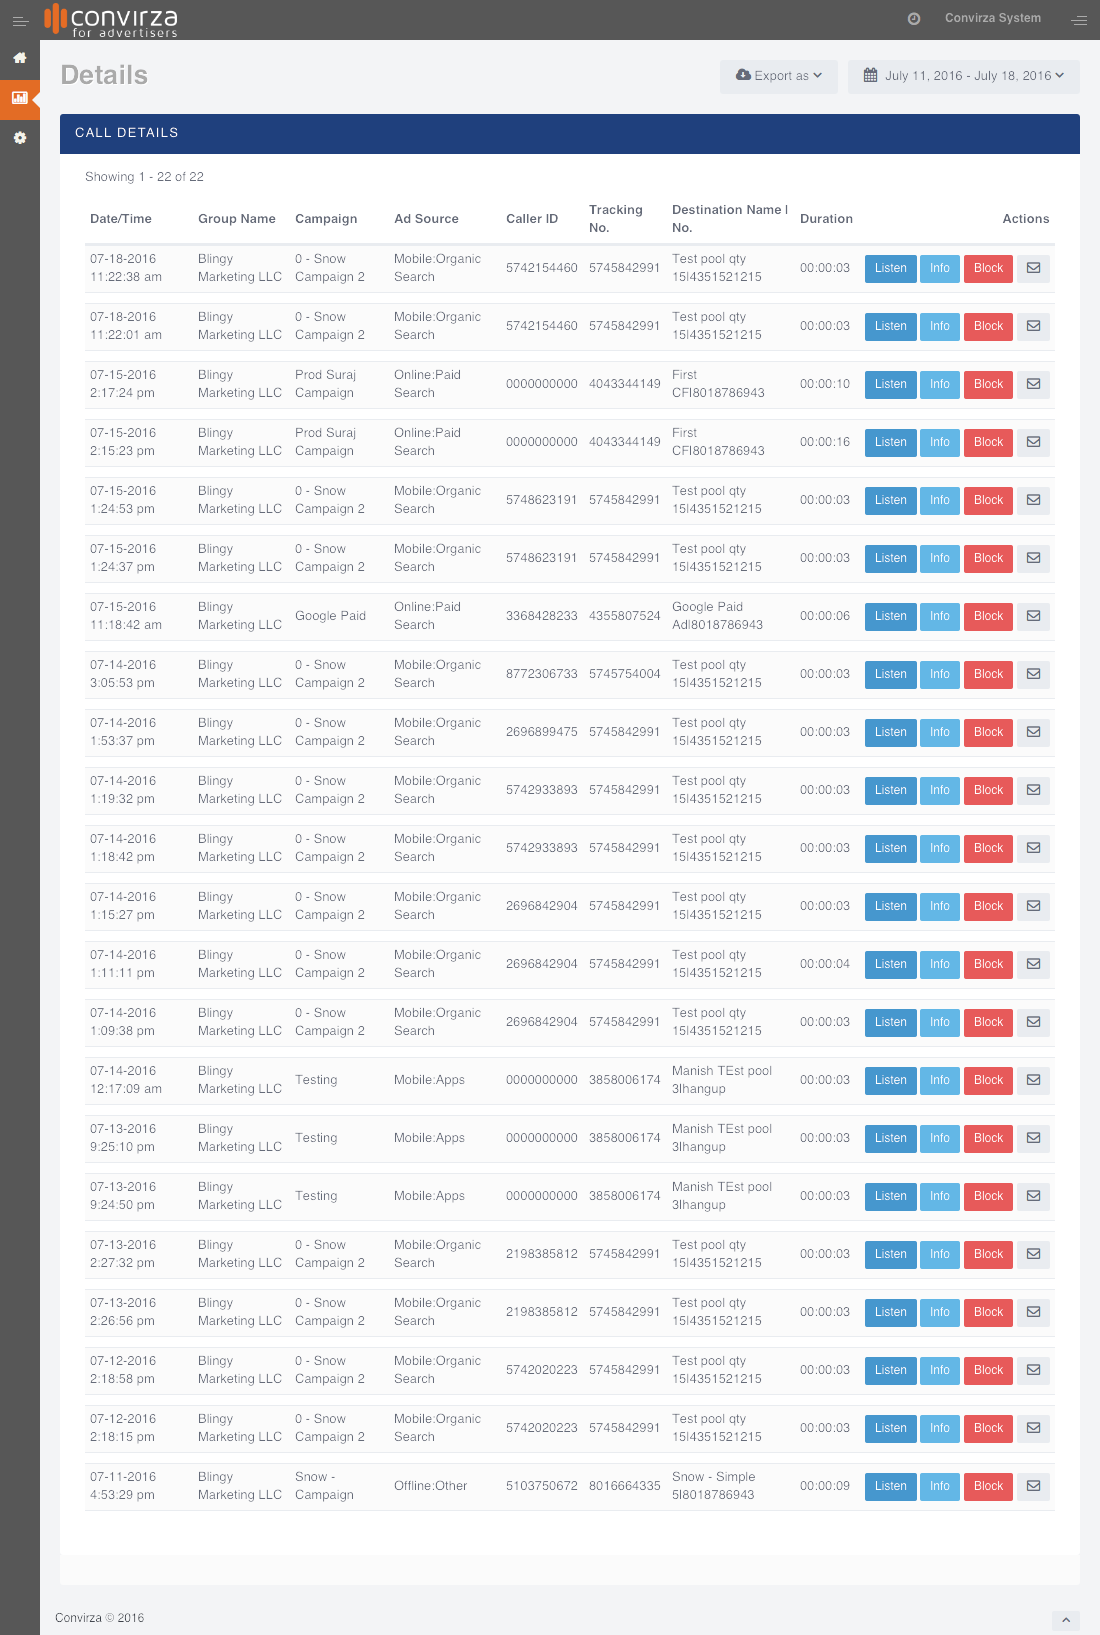 convirza
for advertisers
Convirza System
Details
Export as
July 11, 2016 - July 18, 2016
CALL DETAILS
Showing 1 - 22 of 22
Date/Time Group Name Campaign Ad Source Caller ID Tracking No. Destination Name | No. Duration Actions
07-18-2016 11:22:38 am Blingy Marketing LLC 0 - Snow Campaign 2 Mobile:Organic Search 5742154460 5745842991 Test pool qty 15|4351521215 00:00:03 Listen Info Block
07-18-2016 11:22:01 am Blingy Marketing LLC 0 - Snow Campaign 2 Mobile:Organic Search 5742154460 5745842991 Test pool qty 15|4351521215 00:00:03 Listen Info Block
07-15-2016 2:17:24 pm Blingy Marketing LLC Prod Suraj Campaign Online:Paid Search 0000000000 4043344149 First CF|8018786943 00:00:10 Listen Info Block
07-15-2016 2:15:23 pm Blingy Marketing LLC Prod Suraj Campaign Online:Paid Search 0000000000 4043344149 First CF|8018786943 00:00:16 Listen Info Block
07-15-2016 1:24:53 pm Blingy Marketing LLC 0 - Snow Campaign 2 Mobile:Organic Search 5748623191 5745842991 Test pool qty 15|4351521215 00:00:03 Listen Info Block
07-15-2016 1:24:37 pm Blingy Marketing LLC 0 - Snow Campaign 2 Mobile:Organic Search 5748623191 5745842991 Test pool qty 15|4351521215 00:00:03 Listen Info Block
07-15-2016 11:18:42 am Blingy Marketing LLC Google Paid Online:Paid Search 3368428233 4355807524 Google Paid Ad|8018786943 00:00:06 Listen Info Block
07-14-2016 3:05:53 pm Blingy Marketing LLC 0 - Snow Campaign 2 Mobile:Organic Search 8772306733 5745754004 Test pool qty 15|4351521215 00:00:03 Listen Info Block
07-14-2016 1:53:37 pm Blingy Marketing LLC 0 - Snow Campaign 2 Mobile:Organic Search 2696899475 5745842991 Test pool qty 15|4351521215 00:00:03 Listen Info Block
07-14-2016 1:19:32 pm Blingy Marketing LLC 0 - Snow Campaign 2 Mobile:Organic Search 5742933893 5745842991 Test pool qty 15|4351521215 00:00:03 Listen Info Block
07-14-2016 1:18:42 pm Blingy Marketing LLC 0 - Snow Campaign 2 Mobile:Organic Search 5742933893 5745842991 Test pool qty 15|4351521215 00:00:03 Listen Info Block
07-14-2016 1:15:27 pm Blingy Marketing LLC 0 - Snow Campaign 2 Mobile:Organic Search 2696842904 5745842991 Test pool qty 15|4351521215 00:00:03 Listen Info Block
07-14-2016 1:11:11 pm Blingy Marketing LLC 0 - Snow Campaign 2 Mobile:Organic Search 2696842904 5745842991 Test pool qty 15|4351521215 00:00:04 Listen Info Block
07-14-2016 1:09:38 pm Blingy Marketing LLC 0 - Snow Campaign 2 Mobile:Organic Search 2696842904 5745842991 Test pool qty 15|4351521215 00:00:03 Listen Info Block
07-14-2016 12:17:09 am Blingy Marketing LLC Testing Mobile:Apps 0000000000 3858006174 Manish TEst pool 3|hangup 00:00:03 Listen Info Block
07-13-2016 9:25:10 pm Blingy Marketing LLC Testing Mobile:Apps 0000000000 3858006174 Manish TEst pool 3|hangup 00:00:03 Listen Info Block
07-13-2016 9:24:50 pm Blingy Marketing LLC Testing Mobile:Apps 0000000000 3858006174 Manish TEst pool 3|hangup 00:00:03 Listen Info Block
07-13-2016 2:27:32 pm Blingy Marketing LLC 0 - Snow Campaign 2 Mobile:Organic Search 2198385812 5745842991 Test pool qty 15|4351521215 00:00:03 Listen Info Block
07-13-2016 2:26:56 pm Blingy Marketing LLC 0 - Snow Campaign 2 Mobile:Organic Search 2198385812 5745842991 Test pool qty 15|4351521215 00:00:03 Listen Info Block
07-12-2016 2:18:58 pm Blingy Marketing LLC 0 - Snow Campaign 2 Mobile:Organic Search 5742020223 5745842991 Test pool qty 15|4351521215 00:00:03 Listen Info Block
07-12-2016 2:18:15 pm Blingy Marketing LLC 0 - Snow Campaign 2 Mobile:Organic Search 5742020223 5745842991 Test pool qty 15|4351521215 00:00:03 Listen Info Block
07-11-2016 4:53:29 pm Blingy Marketing LLC Snow - Campaign Offline:Other 5103750672 8016664335 Snow - Simple 5|8018786943 00:00:09 Listen Info Block
Convirza © 2016